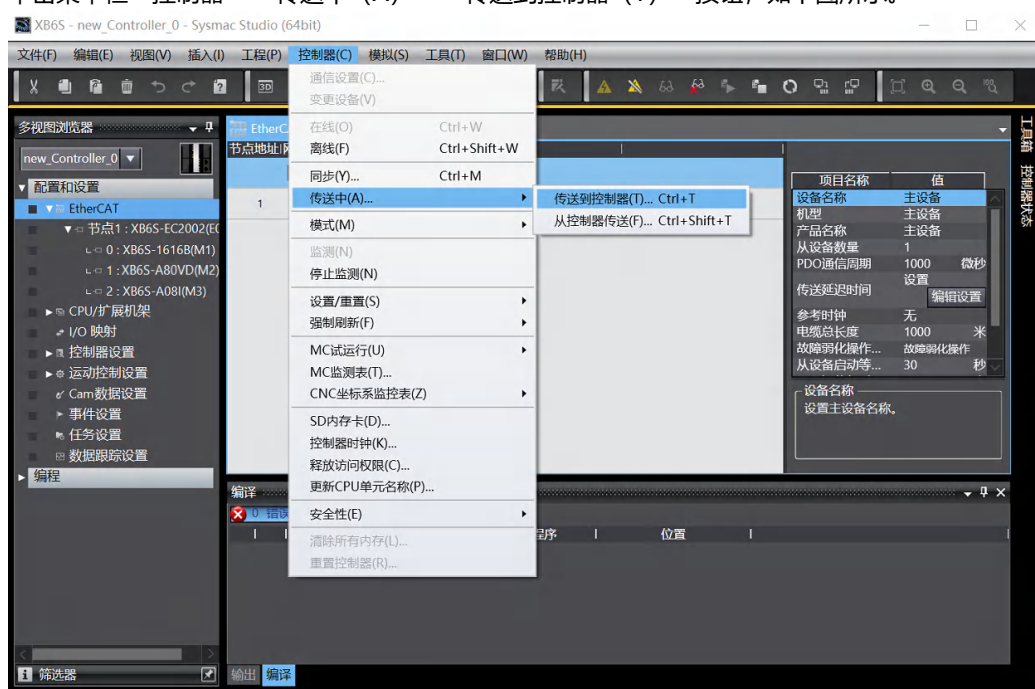 XB6S - new_Controller_0 - Sysmac Studio (64bit)
文件(F) 编辑(E) 视图(V) 插入(I) 工程(P) 控制器(C) 模拟(S) 工具(T) 窗口(W) 帮助(H)
通信设置(C)...
变更设备(V)
在线(O) Ctrl+W
离线(F) Ctrl+Shift+W
同步(Y)... Ctrl+M
传送中(A)...
传送到控制器(T)... Ctrl+T
从控制器传送(F)... Ctrl+Shift+T
模式(M)
监测(N)
停止监测(N)
设置/重置(S)
强制刷新(F)
MC试运行(U)
MC监测表(T)...
CNC坐标系监控表(Z)
SD内存卡(D)...
控制器时钟(K)...
释放访问权限(C)...
更新CPU单元名称(P)...
安全性(E)
清除所有内存(L)...
重置控制器(R)...
多视图浏览器
new_Controller_0
配置和设置
EtherCAT
节点1 : XB6S-EC2002(E
0 : XB6S-1616B(M1)
1 : XB6S-A80VD(M2)
2 : XB6S-A08I(M3)
CPU/扩展机架
I/O 映射
控制器设置
运动控制设置
Cam数据设置
事件设置
任务设置
数据跟踪设置
编程
筛选器
EtherC
节点地址
1
项目名称 值
设备名称 主设备
机型 主设备
产品名称 主设备
从设备数量 1
PDO通信周期 1000 微秒
传送延迟时间 设置
编辑设置
参考时钟 无
电缆总长度 1000 米
故障弱化操作... 故障弱化操作
从设备启动等... 30 秒
设备名称
设置主设备名称。
工具箱
控制器状态
编译
0 错误
程序 位置
输出 编译